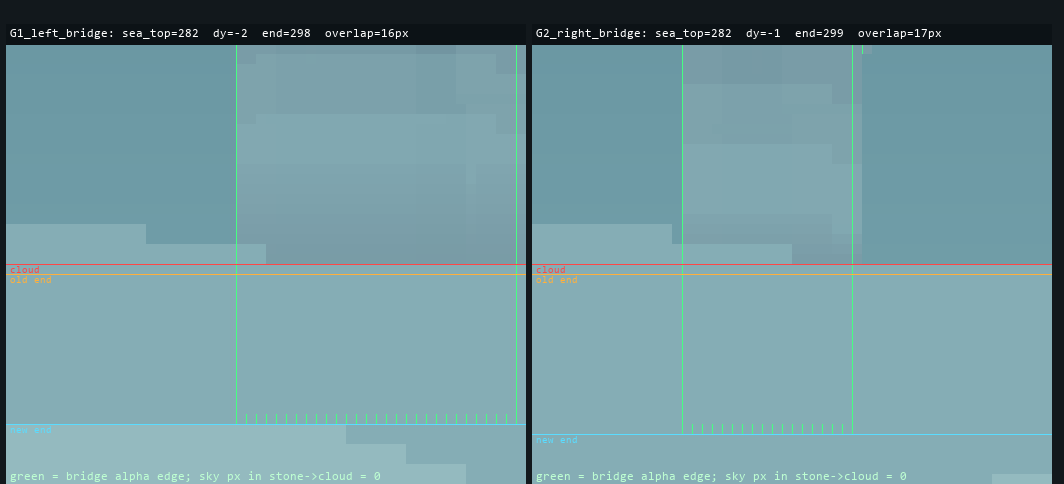 G1_left_bridge: sea_top=282  dy=-2  end=298  overlap=16px
G2_right_bridge: sea_top=282  dy=-1  end=299  overlap=17px
cloud
old end
cloud
old end
new end
new end
green = bridge alpha edge; sky px in stone->cloud = 0
green = bridge alpha edge; sky px in stone->cloud = 0